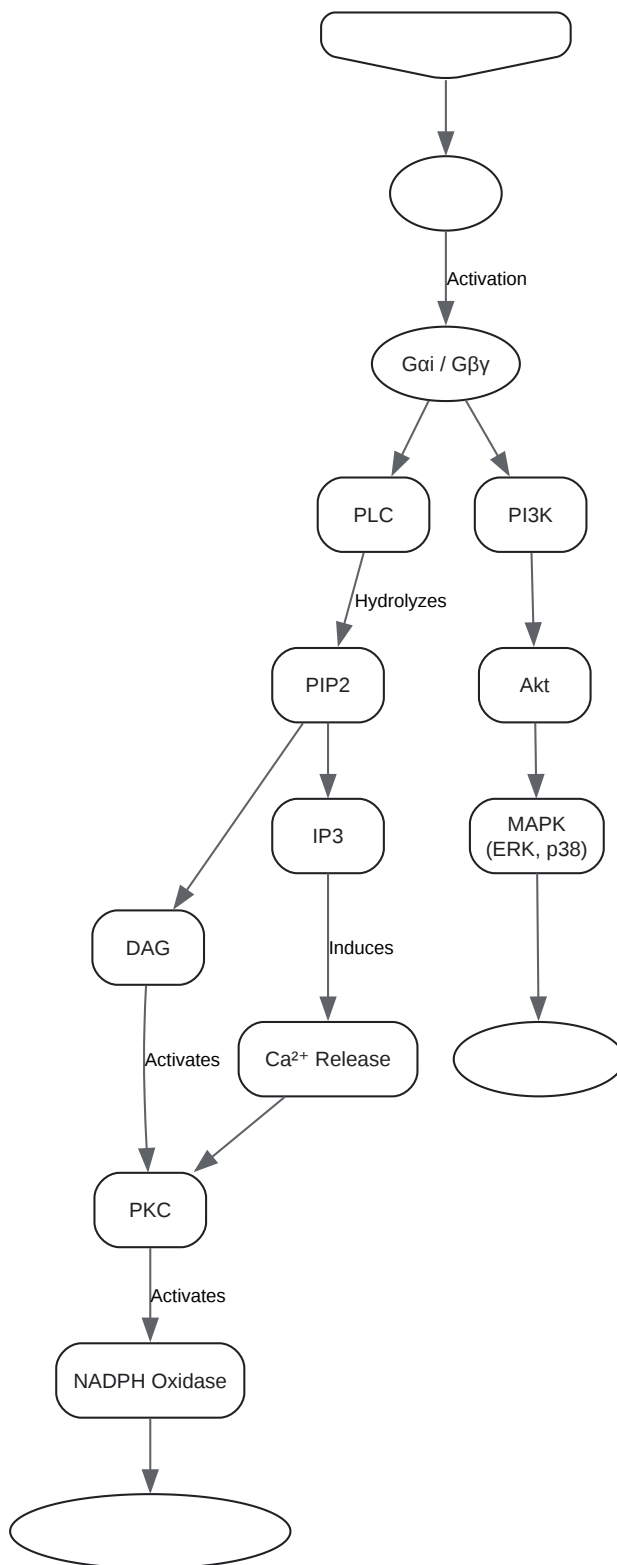 Activation
Gαi / Gβγ
PLC
PI3K
Hydrolyzes
PIP2
Akt
IP3
MAPK
(ERK, p38)
DAG
Induces
Activates
Ca²⁺ Release
PKC
Activates
NADPH Oxidase